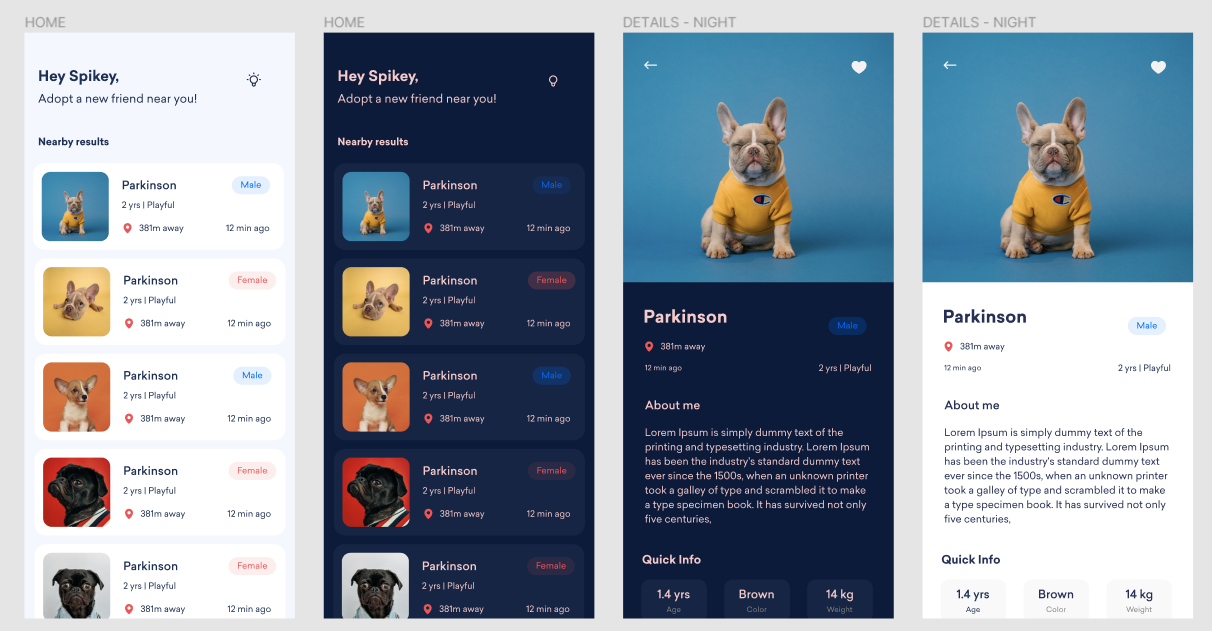 HOME
Hey Spikey,
Adopt a new friend near you!
Nearby results
Parkinson
Male
2 yrs | Playful
381m away
12 min ago
Parkinson
Female
2 yrs | Playful
381m away
12 min ago
Parkinson
Male
2 yrs | Playful
381m away
12 min ago
Parkinson
Female
2 yrs | Playful
381m away
12 min ago
Parkinson
Female
2 yrs | Playful
381m away
12 min ago
HOME
Hey Spikey,
Adopt a new friend near you!
Nearby results
Parkinson
Male
2 yrs | Playful
381m away
12 min ago
Parkinson
Female
2 yrs | Playful
381m away
12 min ago
Parkinson
Male
2 yrs | Playful
381m away
12 min ago
Parkinson
Female
2 yrs | Playful
381m away
12 min ago
Parkinson
Female
2 yrs | Playful
381m away
12 min ago
DETAILS - NIGHT
Parkinson
Male
381m away
12 min ago
2 yrs | Playful
About me
Lorem Ipsum is simply dummy text of the
printing and typesetting industry. Lorem Ipsum
has been the industry's standard dummy text
ever since the 1500s, when an unknown printer
took a galley of type and scrambled it to make
a type specimen book. It has survived not only
five centuries,
Quick Info
1.4 yrs
Age
Brown
Color
14 kg
Weight
DETAILS - NIGHT
Parkinson
Male
381m away
12 min ago
2 yrs | Playful
About me
Lorem Ipsum is simply dummy text of the
printing and typesetting industry. Lorem Ipsum
has been the industry's standard dummy text
ever since the 1500s, when an unknown printer
took a galley of type and scrambled it to make
a type specimen book. It has survived not only
five centuries,
Quick Info
1.4 yrs
Age
Brown
Color
14 kg
Weight